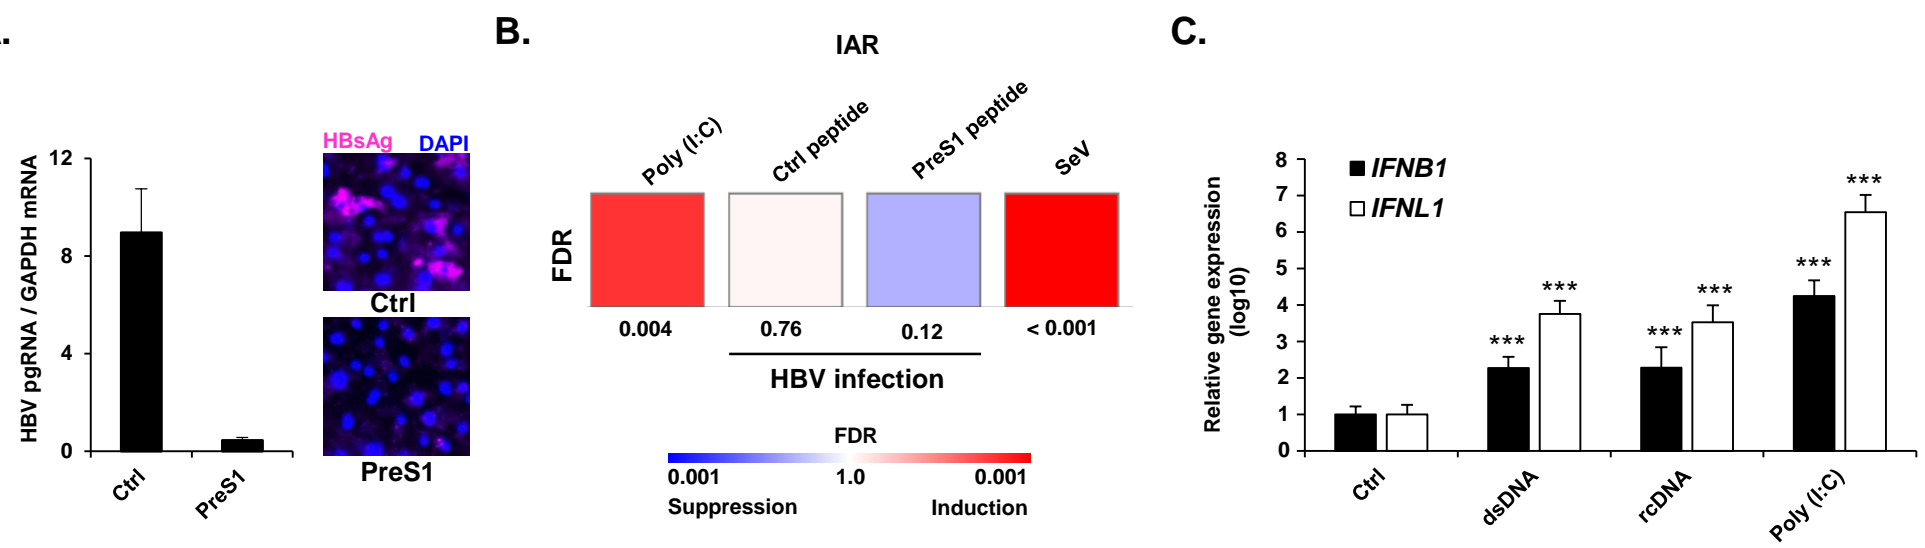 B.
C.
HBV pgRNA / GAPDH mRNA
12
8
4
0
Ctrl
PreS1
HBsAg DAPI
Ctrl
PreS1
IAR
Poly (I:C)
Ctrl peptide
PreS1 peptide
SeV
FDR
0.004 0.76 0.12 < 0.001
HBV infection
FDR
0.001 1.0 0.001
Suppression Induction
Relative gene expression
(log10)
8
7
6
5
4
3
2
1
0
IFNB1
IFNL1
***
***
***
***
***
***
Ctrl
dsDNA
rcDNA
Poly (I:C)